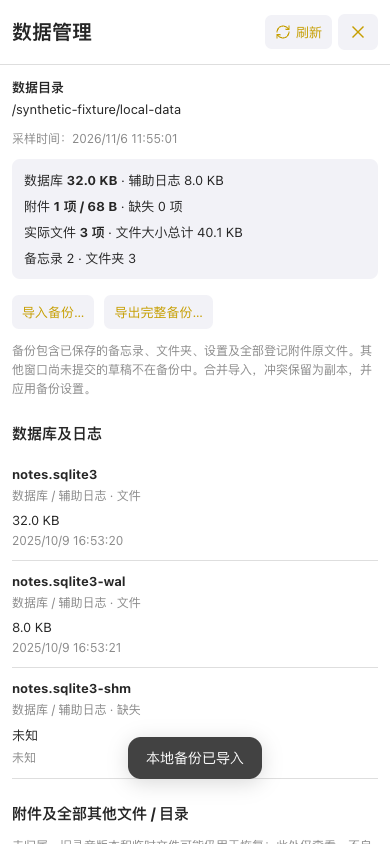 数据管理
刷新
数据目录
/synthetic-fixture/local-data
采样时间：2026/11/6 11:55:01
数据库 32.0 KB · 辅助日志 8.0 KB
附件 1 项 / 68 B · 缺失 0 项
实际文件 3 项 · 文件大小总计 40.1 KB
备忘录 2 · 文件夹 3
导入备份…
导出完整备份…
备份包含已保存的备忘录、文件夹、设置及全部登记附件原文件。其
他窗口尚未提交的草稿不在备份中。合并导入，冲突保留为副本，并
应用备份设置。
数据库及日志
notes.sqlite3
数据库 / 辅助日志 · 文件
32.0 KB
2025/10/9 16:53:20
notes.sqlite3-wal
数据库 / 辅助日志 · 文件
8.0 KB
2025/10/9 16:53:21
notes.sqlite3-shm
数据库 / 辅助日志 · 缺失
未知
未知
本地备份已导入
附件及全部其他文件 / 目录